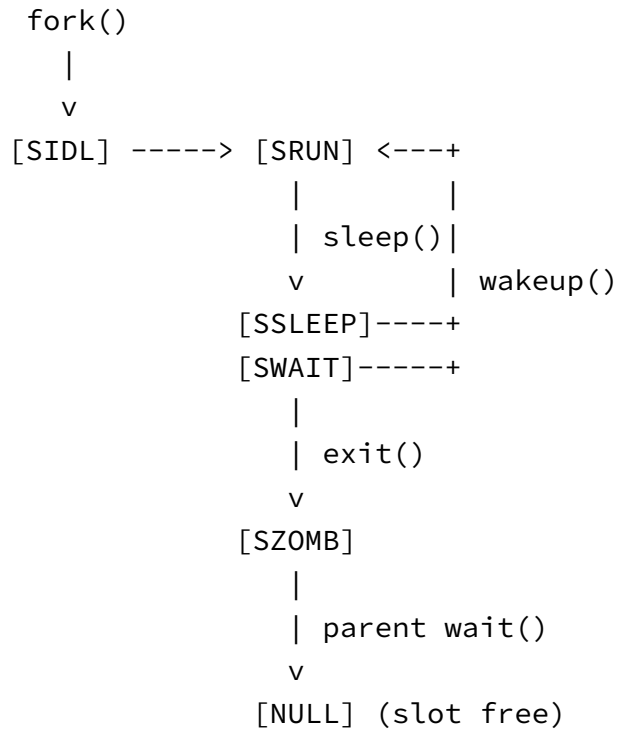 fork()
|
v
[SIDL] -----> [SRUN] <---+
| |
| sleep()|
v | wakeup()
[SSLEEP]----+
[SWAIT]-----+
|
| exit()
v
[SZOMB]
|
| parent wait()
v
[NULL] (slot free)